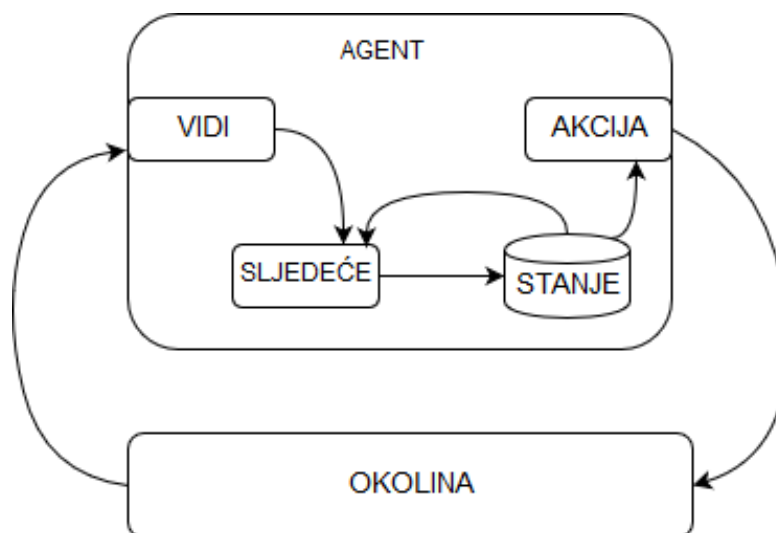 AGENT
VIDI
AKCIJA
SLJEDEĆE
STANJE
OKOLINA